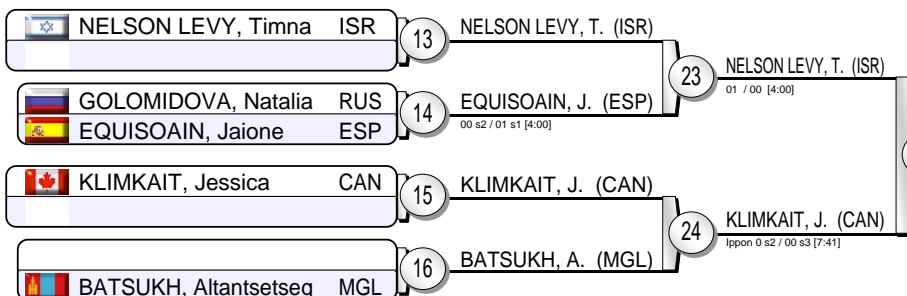 NELSON LEVY, Timna ISR
13
NELSON LEVY, T. (ISR)
23
NELSON LEVY, T. (ISR)
01 / 00 [4:00]
GOLOMIDOVA, Natalia RUS
EQUISOAIN, Jaione ESP
14
EQUISOAIN, J. (ESP)
00 s2 / 01 s1 [4:00]
KLIMKAIT, Jessica CAN
15
KLIMKAIT, J. (CAN)
24
KLIMKAIT, J. (CAN)
Ippon 0 s2 / 00 s3 [7:41]
BATSUKH, Altantsetseg MGL
16
BATSUKH, A. (MGL)